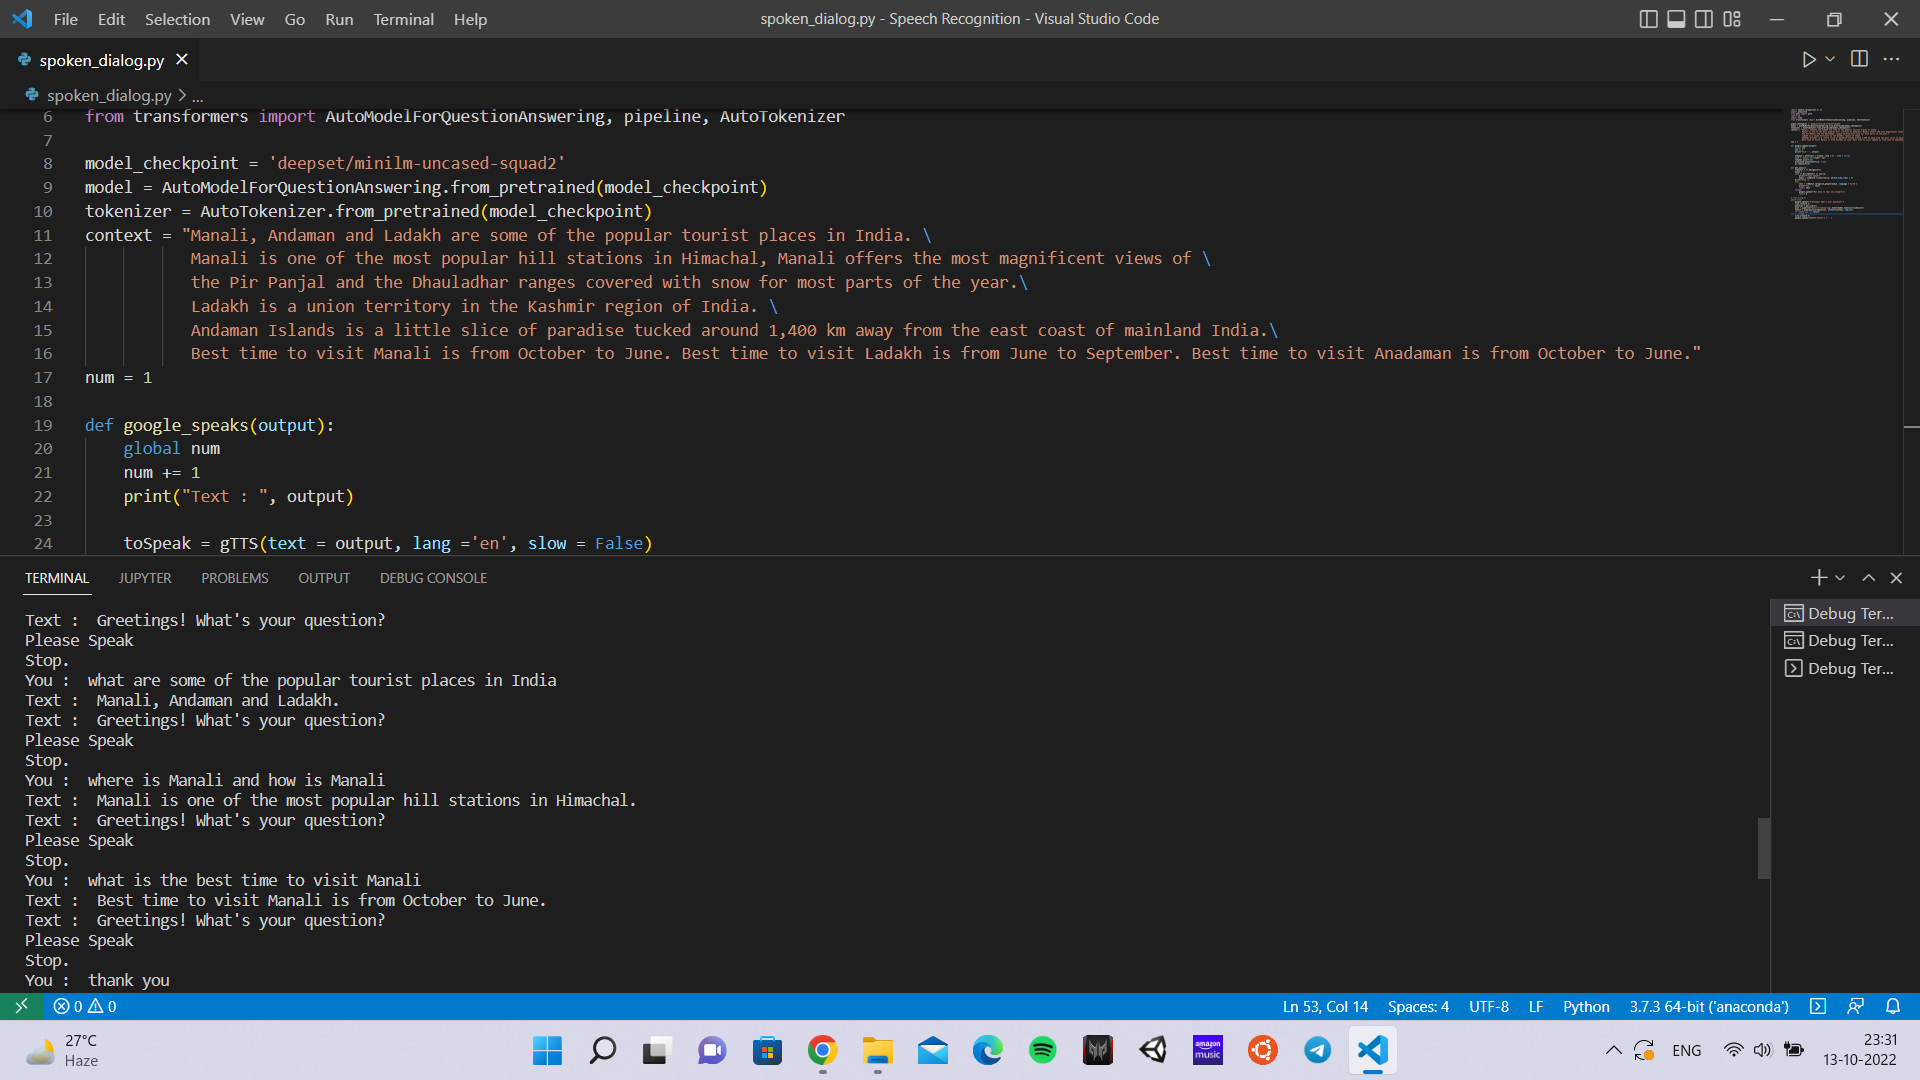 File Edit Selection View Go Run Terminal Help
spoken_dialog.py - Speech Recognition - Visual Studio Code
spoken_dialog.py
spoken_dialog.py > ...
6 from transformers import AutoModelForQuestionAnswering, pipeline, AutoTokenizer
7
8 model_checkpoint = 'deepset/minilm-uncased-squad2'
9 model = AutoModelForQuestionAnswering.from_pretrained(model_checkpoint)
10 tokenizer = AutoTokenizer.from_pretrained(model_checkpoint)
11 context = "Manali, Andaman and Ladakh are some of the popular tourist places in India. \
12 Manali is one of the most popular hill stations in Himachal, Manali offers the most magnificent views of \
13 the Pir Panjal and the Dhauladhar ranges covered with snow for most parts of the year.\
14 Ladakh is a union territory in the Kashmir region of India. \
15 Andaman Islands is a little slice of paradise tucked around 1,400 km away from the east coast of mainland India.\
16 Best time to visit Manali is from October to June. Best time to visit Ladakh is from June to September. Best time to visit Anadaman is from October to June."
17 num = 1
18
19 def google_speaks(output):
20 global num
21 num += 1
22 print("Text : ", output)
23
24 toSpeak = gTTS(text = output, lang ='en', slow = False)
TERMINAL JUPYTER PROBLEMS OUTPUT DEBUG CONSOLE
Text :  Greetings! What's your question?
Please Speak
Stop.
You :  what are some of the popular tourist places in India
Text :  Manali, Andaman and Ladakh.
Text :  Greetings! What's your question?
Please Speak
Stop.
You :  where is Manali and how is Manali
Text :  Manali is one of the most popular hill stations in Himachal.
Text :  Greetings! What's your question?
Please Speak
Stop.
You :  what is the best time to visit Manali
Text :  Best time to visit Manali is from October to June.
Text :  Greetings! What's your question?
Please Speak
Stop.
You :  thank you
Debug Ter...
Debug Ter...
Debug Ter...
0 0
Ln 53, Col 14 Spaces: 4 UTF-8 LF Python 3.7.3 64-bit ('anaconda')
27°C
Haze
amazon
music
ENG
23:31
13-10-2022